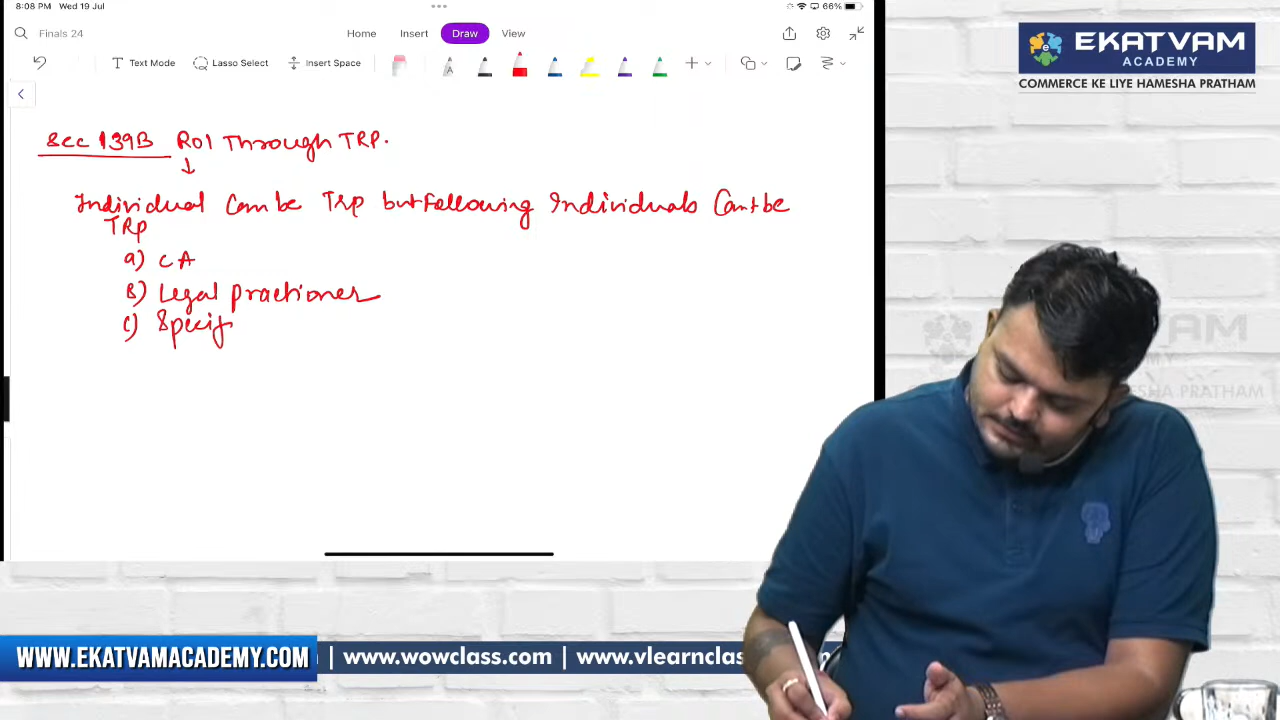 8:08 PM Wed 19 Jul
66%
Finals 24
Home Insert Draw View
Text Mode Lasso Select Insert Space
Sec 139B ROI Through TRP.
Individual Can be Trp but Following Individuals Can't be
TRP
a) CA
B) Legal practioner
C) Specif
EKATVAM
ACADEMY
COMMERCE KE LIYE HAMESHA PRATHAM
WWW.EKATVAMACADEMY.COM | www.wowclass.com | www.vlearnclas